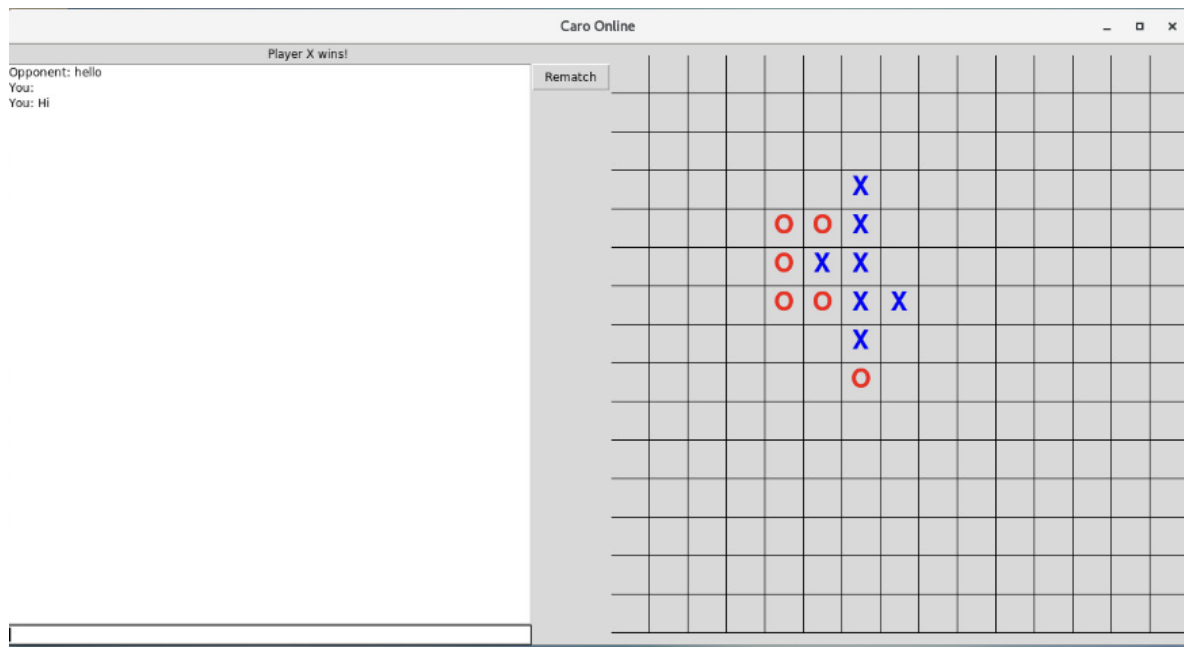 Caro Online
Player X wins!
Opponent: hello
You:
You: Hi
Rematch
X
O O X
O X X
O O X X
X
O